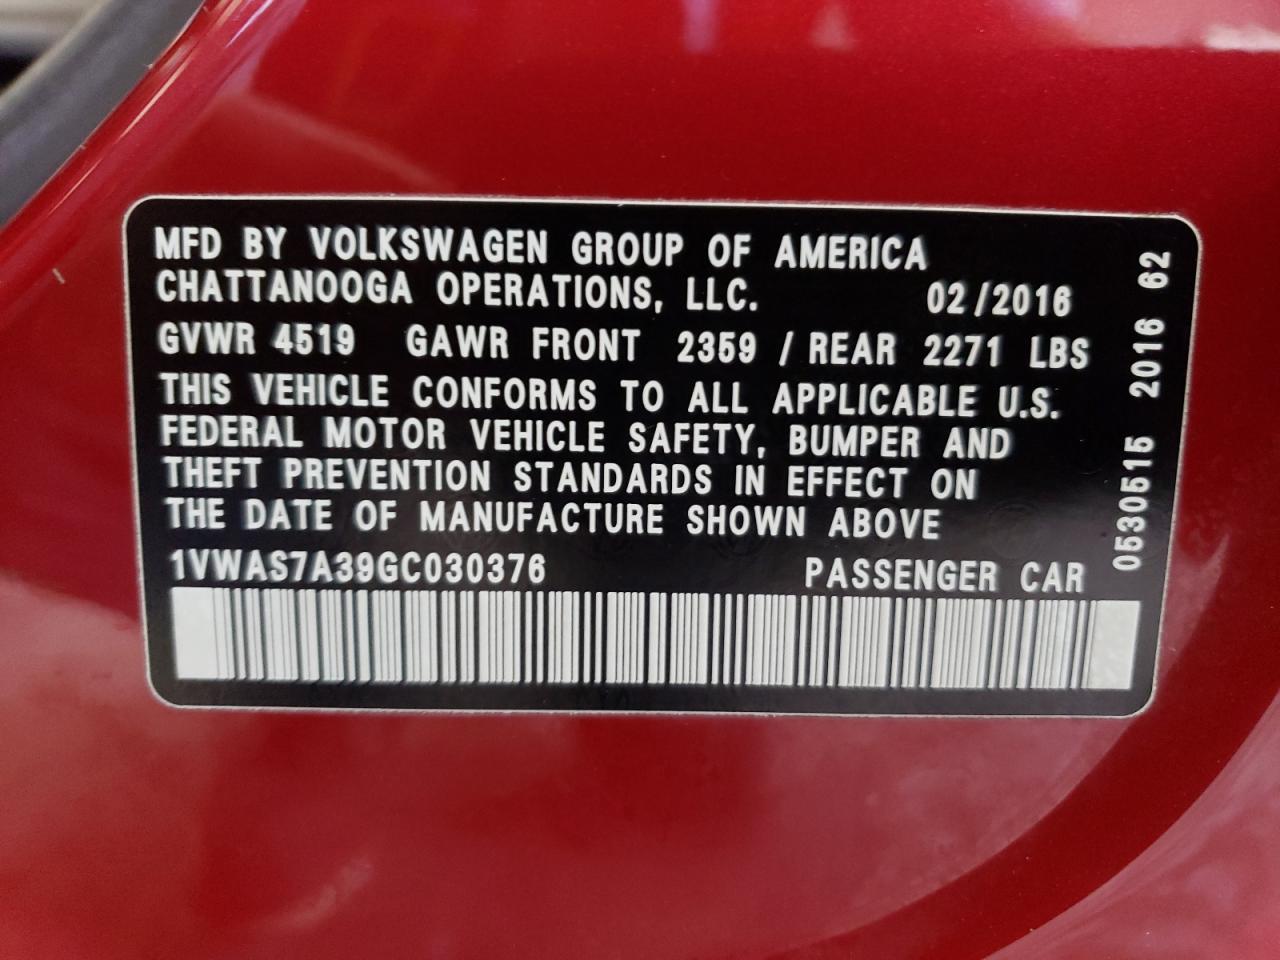 MFD BY VOLKSWAGEN GROUP OF AMERICA
CHATTANOOGA OPERATIONS, LLC. 02/2016
GVWR 4519 GAWR FRONT 2359 / REAR 2271 LBS
THIS VEHICLE CONFORMS TO ALL APPLICABLE U.S.
FEDERAL MOTOR VEHICLE SAFETY, BUMPER AND
THEFT PREVENTION STANDARDS IN EFFECT ON
THE DATE OF MANUFACTURE SHOWN ABOVE
1VWAS7A39GC030376 PASSENGER CAR
0530515 2016 62